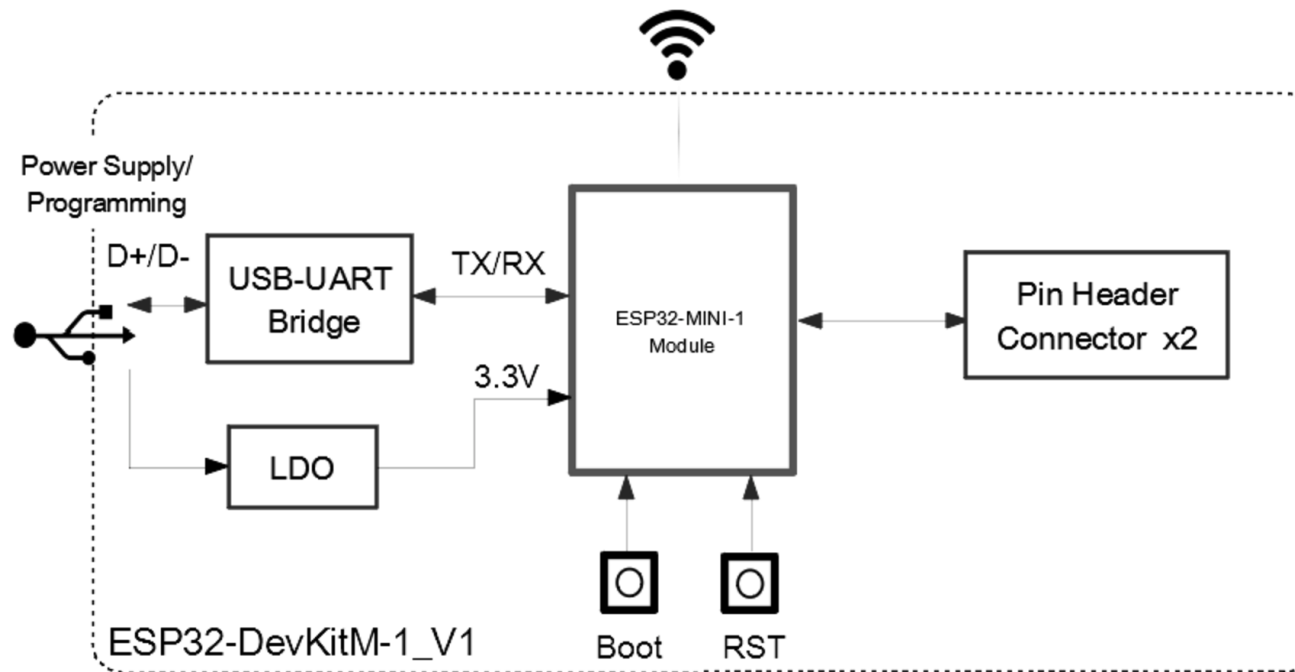 Power Supply/
Programming
D+/D-
USB-UART
Bridge
TX/RX
ESP32-MINI-1
Module
Pin Header
Connector x2
3.3V
LDO
ESP32-DevKitM-1_V1
Boot
RST